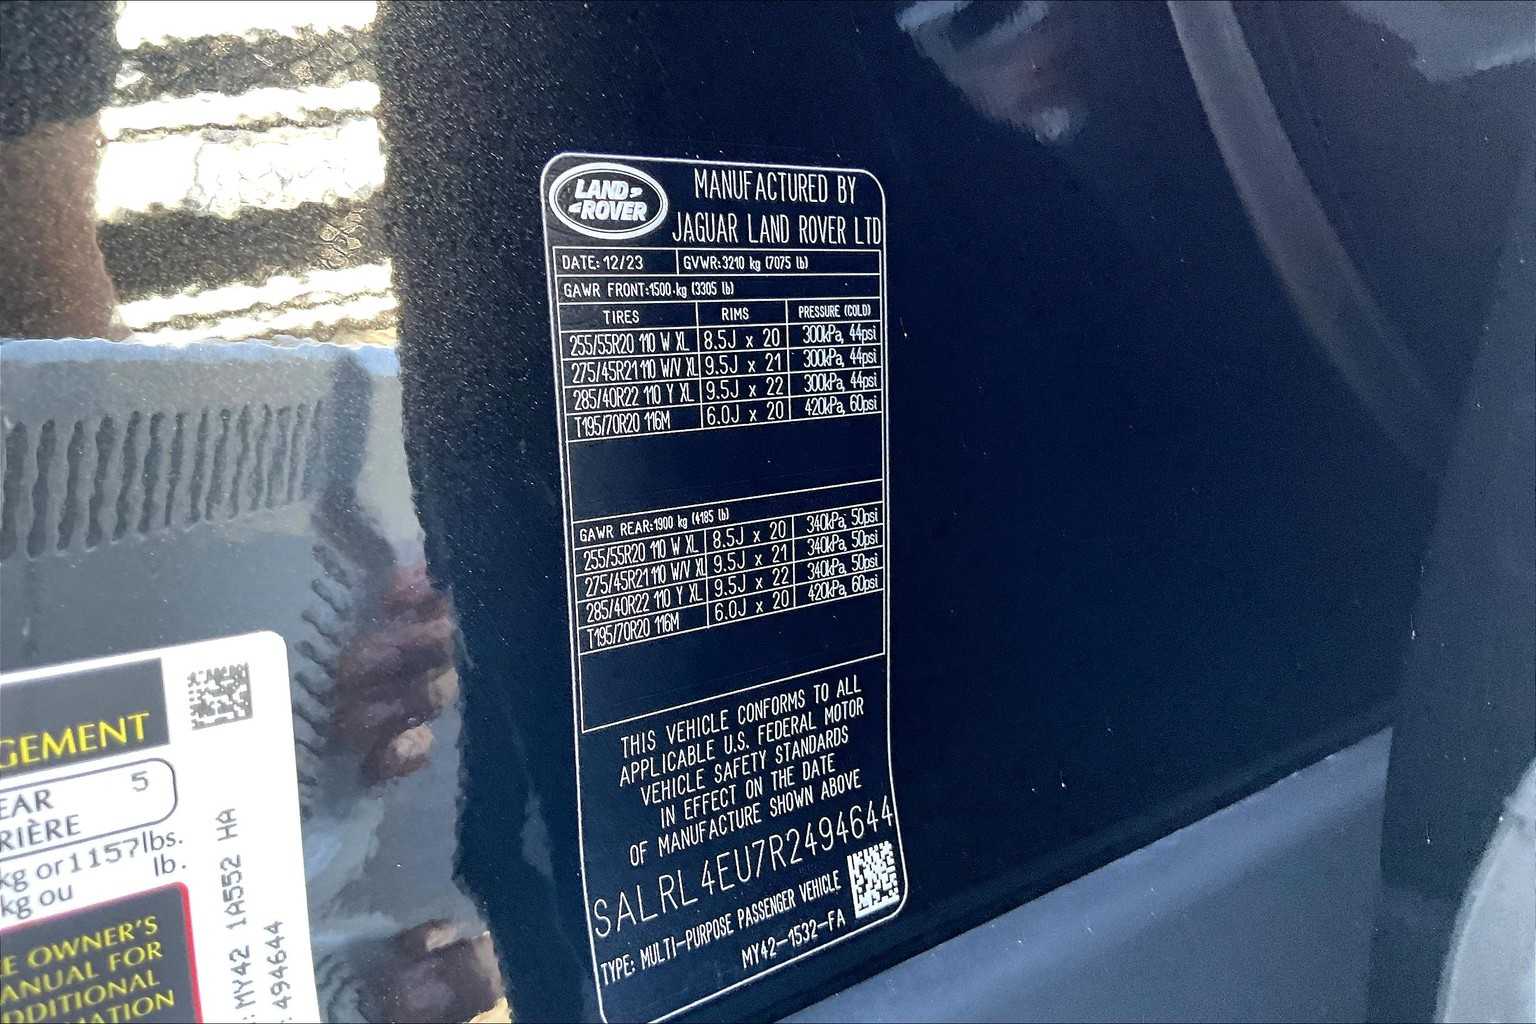 LAND ROVER
MANUFACTURED BY
JAGUAR LAND ROVER LTD
DATE: 12/23 GVWR:3210 kg (7075 lb)
GAWR FRONT:1500 kg (3305 lb)
TIRES RIMS PRESSURE (COLD)
255/55R20 110 W XL 8.5J x 20 300kPa, 44psi
275/45R21 110 W/V XL 9.5J x 21 300kPa, 44psi
285/40R22 110 Y XL 9.5J x 22 300kPa, 44psi
T195/70R20 116M 6.0J x 20 420kPa, 60psi
GAWR REAR:1900 kg (4185 lb)
255/55R20 110 W XL 8.5J x 20 340kPa, 50psi
275/45R21 110 W/V XL 9.5J x 21 340kPa, 50psi
285/40R22 110 Y XL 9.5J x 22 340kPa, 50psi
T195/70R20 116M 6.0J x 20 420kPa, 60psi
THIS VEHICLE CONFORMS TO ALL
APPLICABLE U.S. FEDERAL MOTOR
VEHICLE SAFETY STANDARDS
IN EFFECT ON THE DATE
OF MANUFACTURE SHOWN ABOVE
SALRL4EU7R2494644
TYPE: MULTI-PURPOSE PASSENGER VEHICLE
MY42-1532-FA
GEMENT
EAR 5
RIÈRE
kg or 1157lbs.
kg ou lb.
E OWNER'S
ANUAL FOR
DDITIONAL
MATION
: MY42 1A552 HA
: 494644